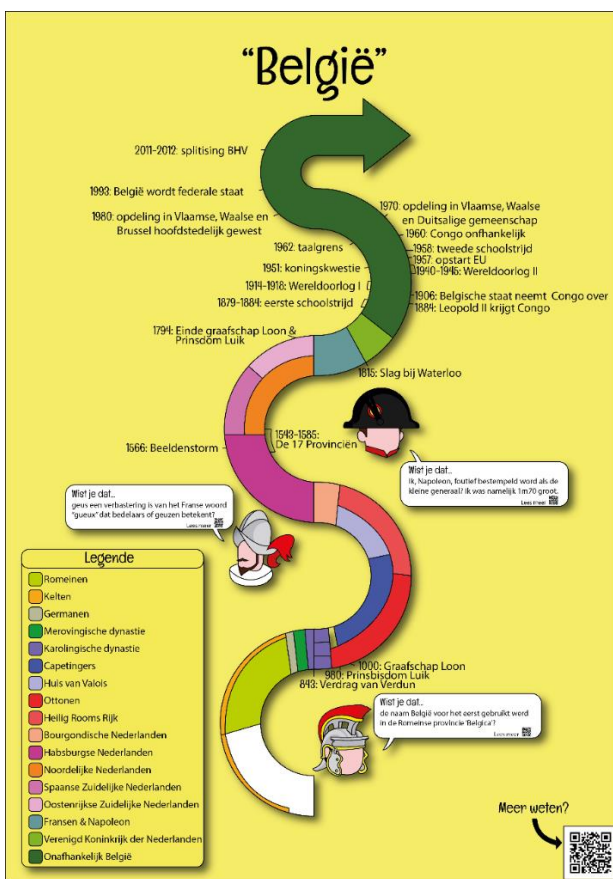 “België”
2011-2012: splitising BHV
1993: België wordt federale staat
1980: opdeling in Vlaamse, Waalse en
Brussel hoofdstedelijk gewest
1970: opdeling in Vlaamse, Waalse
en Duitsalige gemeenschap
1960: Congo onfhankelijk
1962: taalgrens
1958: tweede schoolstrijd
1957: opstart EU
1951: koningskwestie
1940-1945: Wereldoorlog II
1914-1918: Wereldoorlog I
1879-1884: eerste schoolstrijd
1906: Belgische staat neemt Congo over
1884: Leopold II krijgt Congo
1794: Einde graafschap Loon &
Prinsdom Luik
1815: Slag bij Waterloo
1543-1585:
De 17 Provinciën
1566: Beeldenstorm
Wist je dat..
Ik, Napoleon, foutief bestempeld word als de
kleine generaal? Ik was namelijk 1m70 groot.
Lees meer
Wist je dat..
geus een verbastering is van het Franse woord
"gueux" dat bedelaars of geuzen betekent?
Lees meer
Legende
Romeinen
Kelten
Germanen
Merovingische dynastie
Karolingische dynastie
Capetingers
Huis van Valois
Ottonen
Heilig Rooms Rijk
Bourgondische Nederlanden
Habsburgse Nederlanden
Noordelijke Nederlanden
Spaanse Zuidelijke Nederlanden
Oostenrijkse Zuidelijke Nederlanden
Fransen & Napoleon
Verenigd Koninkrijk der Nederlanden
Onafhankelijk België
1000: Graafschap Loon
980: Prinsbisdom Luik
843: Verdrag van Verdun
Wist je dat..
de naam België voor het eerst gebruikt werd
in de Romeinse provincie 'Belgica'?
Lees meer
Meer weten?